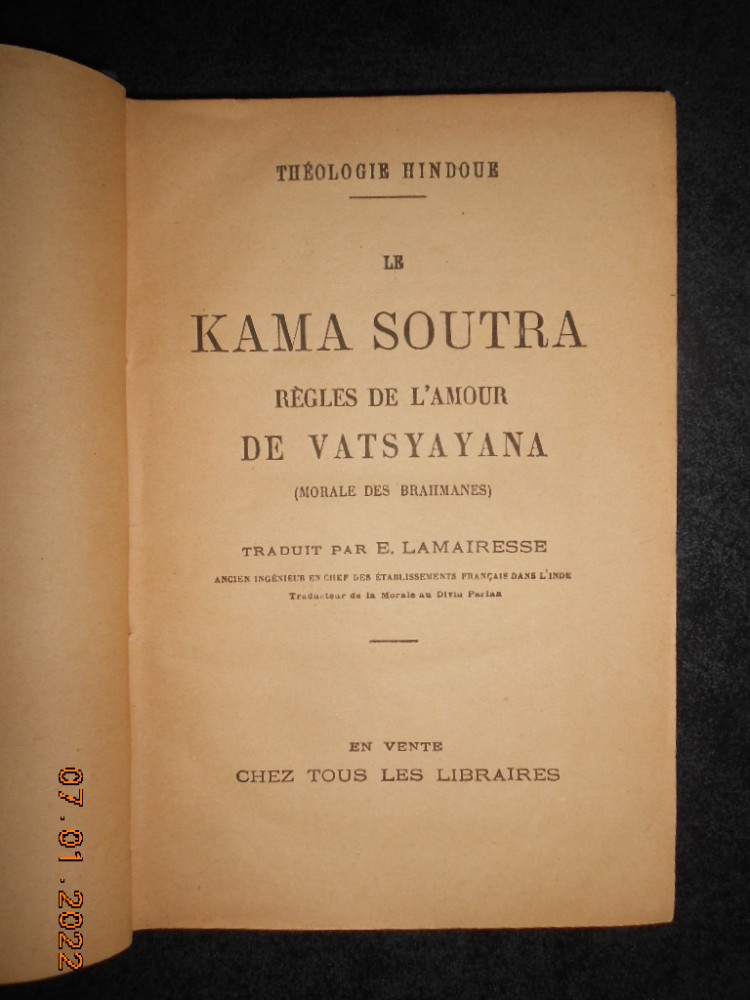 THÉOLOGIE HINDOUE
LE
KAMA SOUTRA
RÈGLES DE L'AMOUR
DE VATSYAYANA
(MORALE DES BRAHMANES)
TRADUIT PAR E. LAMAIRESSE
ANCIEN INGÉNIEUR EN CHEF DES ÉTABLISSEMENTS FRANÇAIS DANS L'INDE
Traducteur de la Morale du Divin Parian
EN VENTE
CHEZ TOUS LES LIBRAIRES
07.01.2022